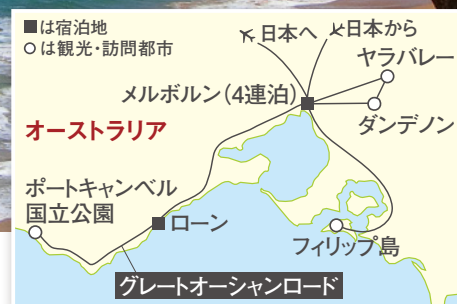 ■は宿泊地
○は観光・訪問都市
日本へ
日本から
ヤラバレー
メルボルン(4連泊)
ダンデノン
オーストラリア
ポートキャンベル
国立公園
ローン
フィリップ島
グレートオーシャンロード